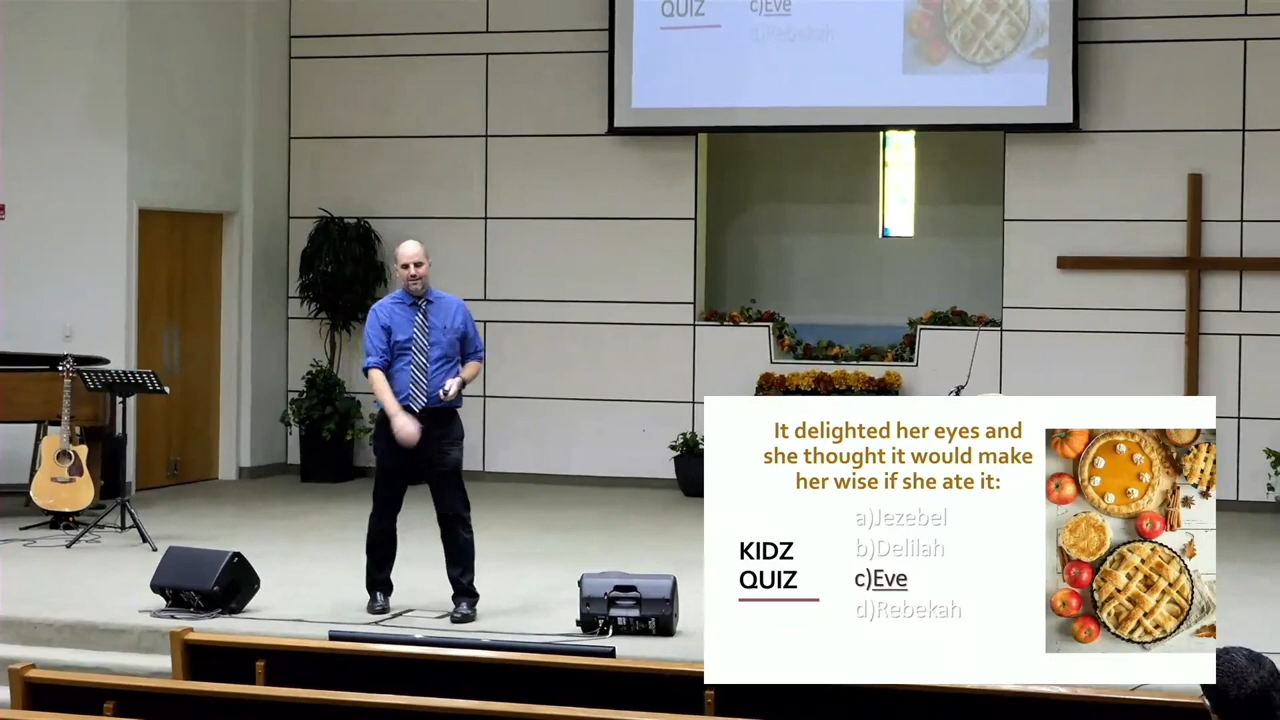 QUIZ
c)Eve
d)Rebekah
It delighted her eyes and
she thought it would make
her wise if she ate it:
a)Jezebel
b)Delilah
KIDZ
QUIZ
c)Eve
d)Rebekah